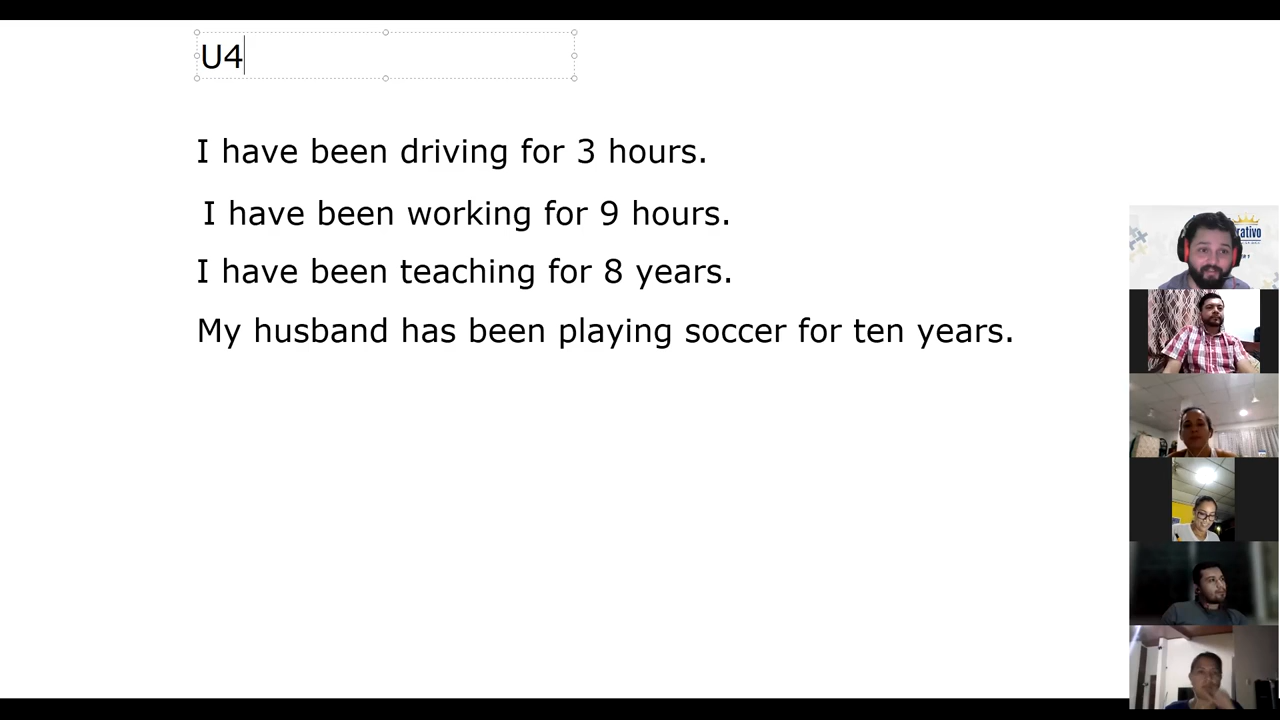 U4
I have been driving for 3 hours.
I have been working for 9 hours.
I have been teaching for 8 years.
My husband has been playing soccer for ten years.
rativo